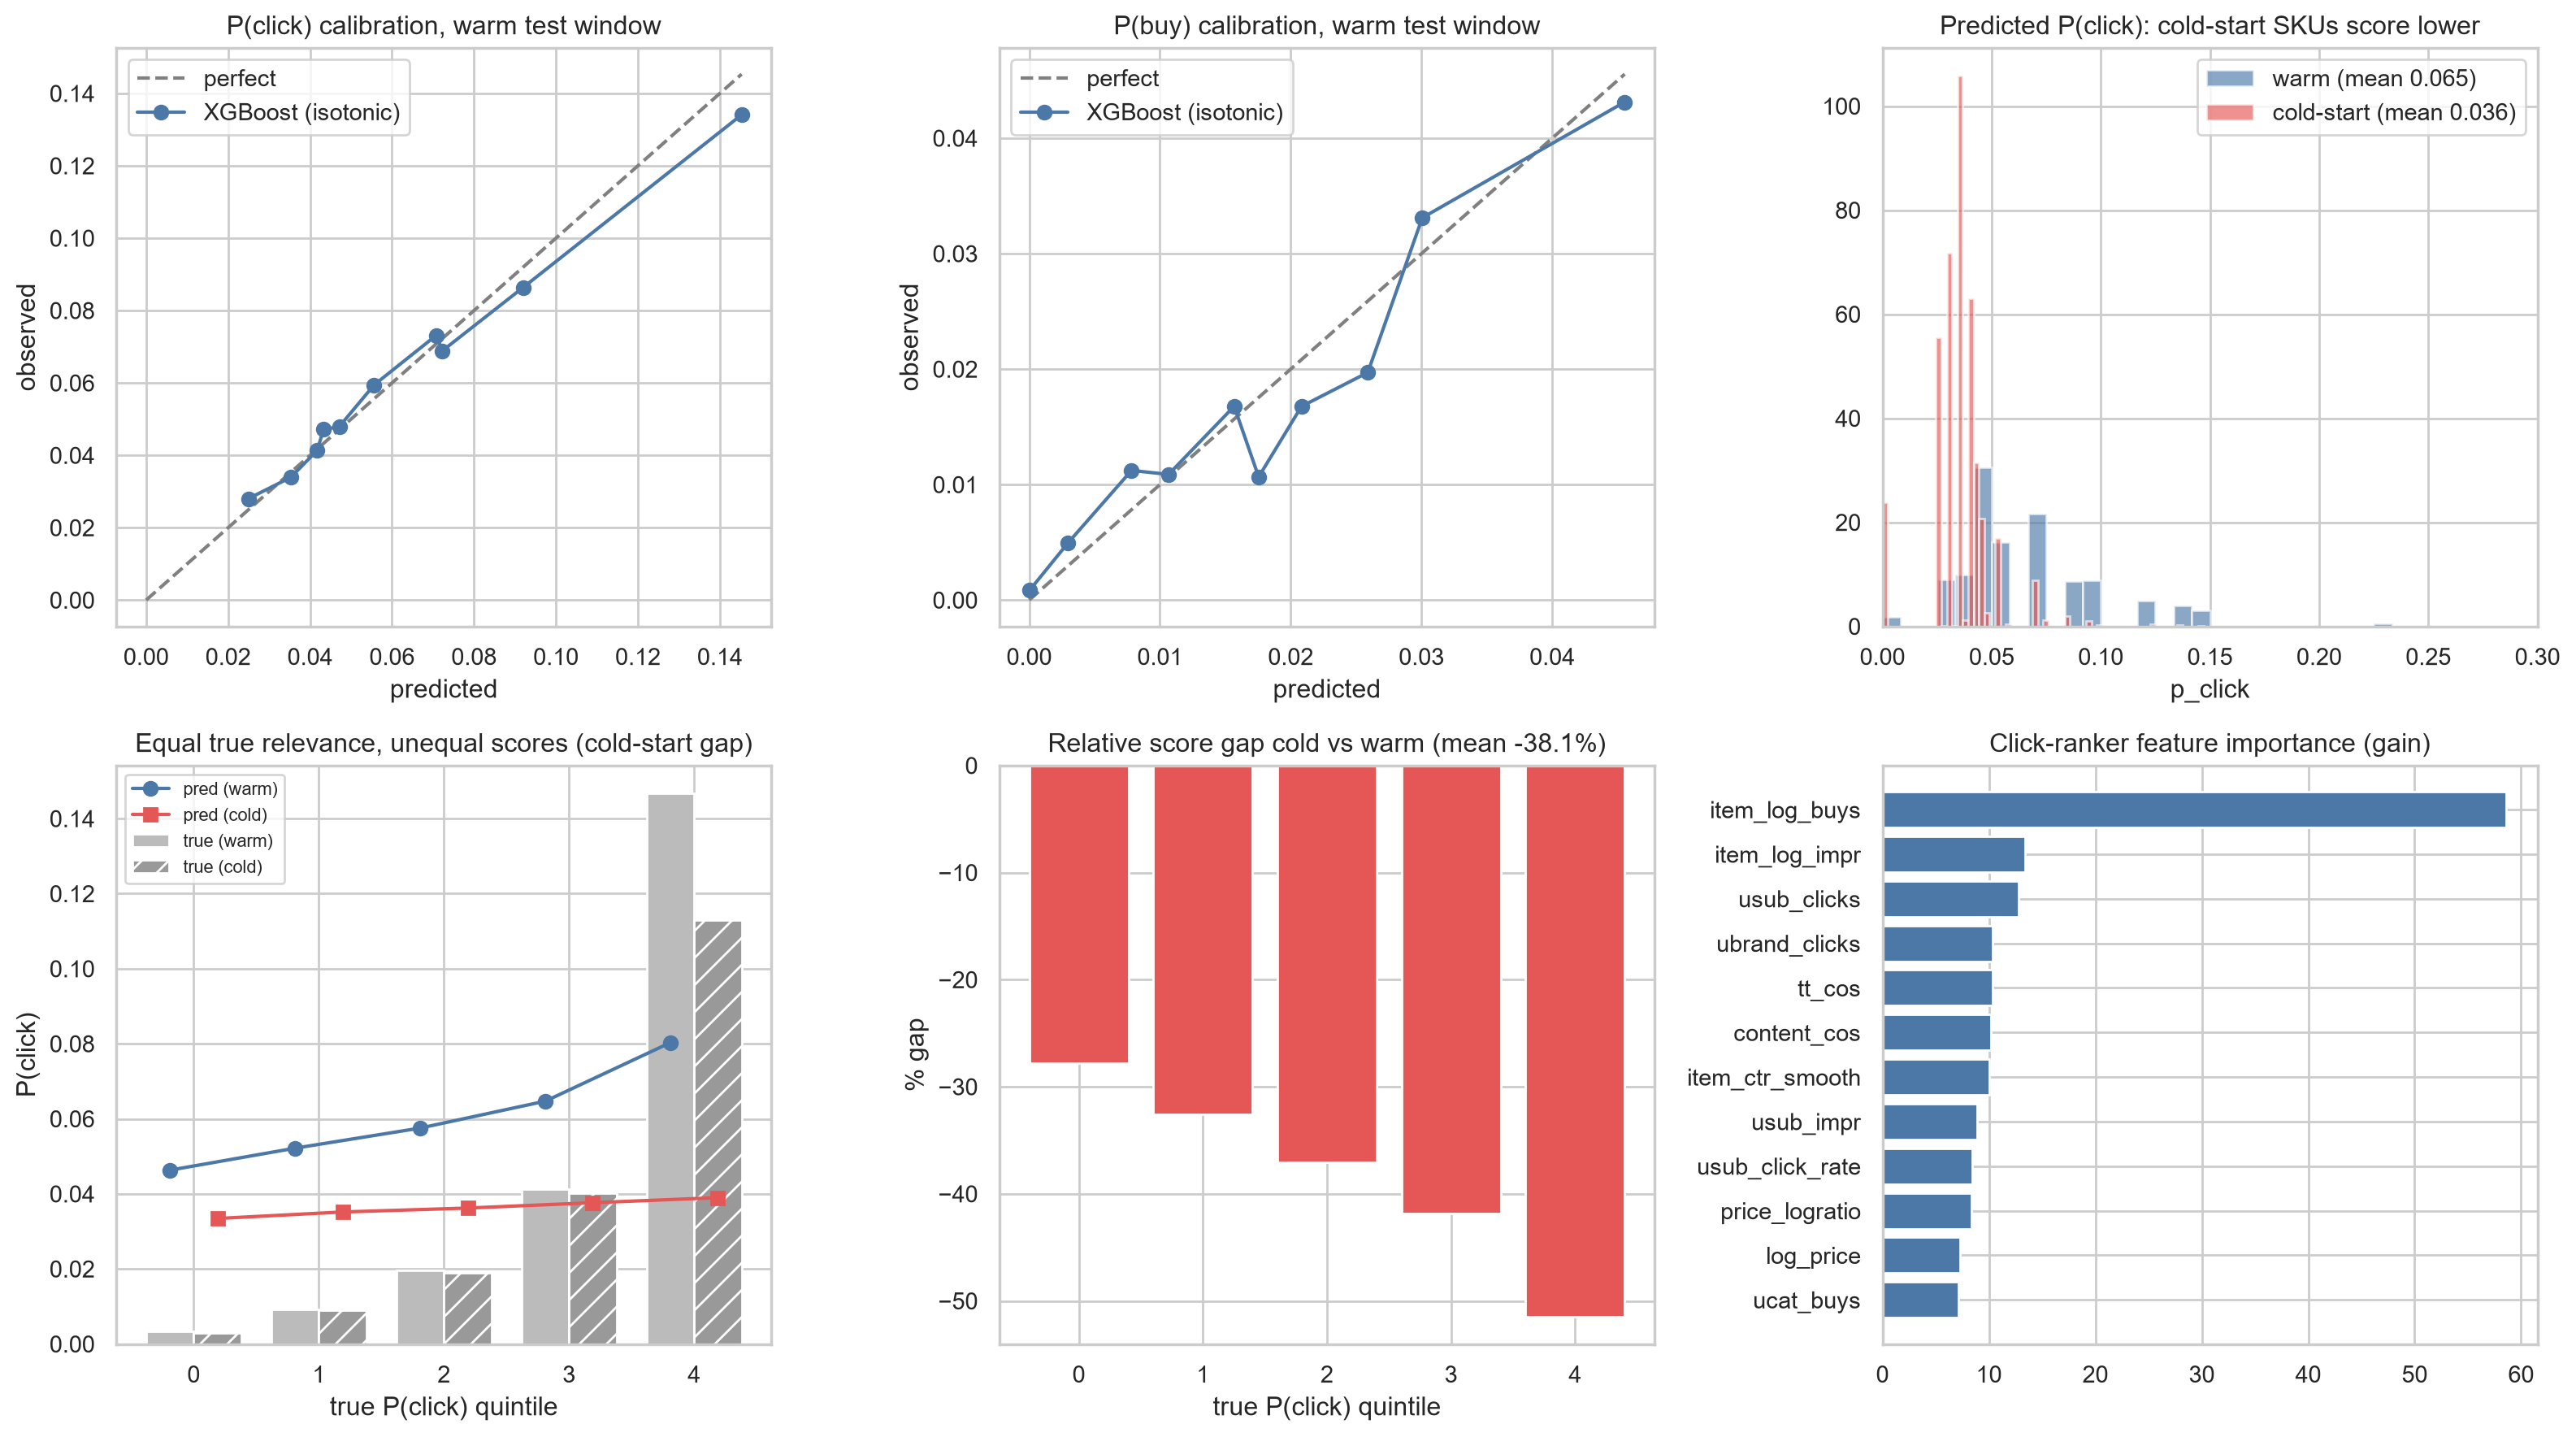 P(click) calibration, warm test window
perfect
XGBoost (isotonic)
0.14
0.12
0.10
0.08
0.06
0.04
0.02
0.00
observed
0.00 0.02 0.04 0.06 0.08 0.10 0.12 0.14
predicted
P(buy) calibration, warm test window
perfect
XGBoost (isotonic)
0.04
0.03
0.02
0.01
0.00
observed
0.00 0.01 0.02 0.03 0.04
predicted
Predicted P(click): cold-start SKUs score lower
warm (mean 0.065)
cold-start (mean 0.036)
100
80
60
40
20
0
0.00 0.05 0.10 0.15 0.20 0.25 0.30
p_click
Equal true relevance, unequal scores (cold-start gap)
pred (warm)
pred (cold)
true (warm)
true (cold)
0.14
0.12
0.10
0.08
0.06
0.04
0.02
0.00
P(click)
0 1 2 3 4
true P(click) quintile
Relative score gap cold vs warm (mean -38.1%)
0
−10
−20
−30
−40
−50
% gap
0 1 2 3 4
true P(click) quintile
Click-ranker feature importance (gain)
item_log_buys
item_log_impr
usub_clicks
ubrand_clicks
tt_cos
content_cos
item_ctr_smooth
usub_impr
usub_click_rate
price_logratio
log_price
ucat_buys
0 10 20 30 40 50 60